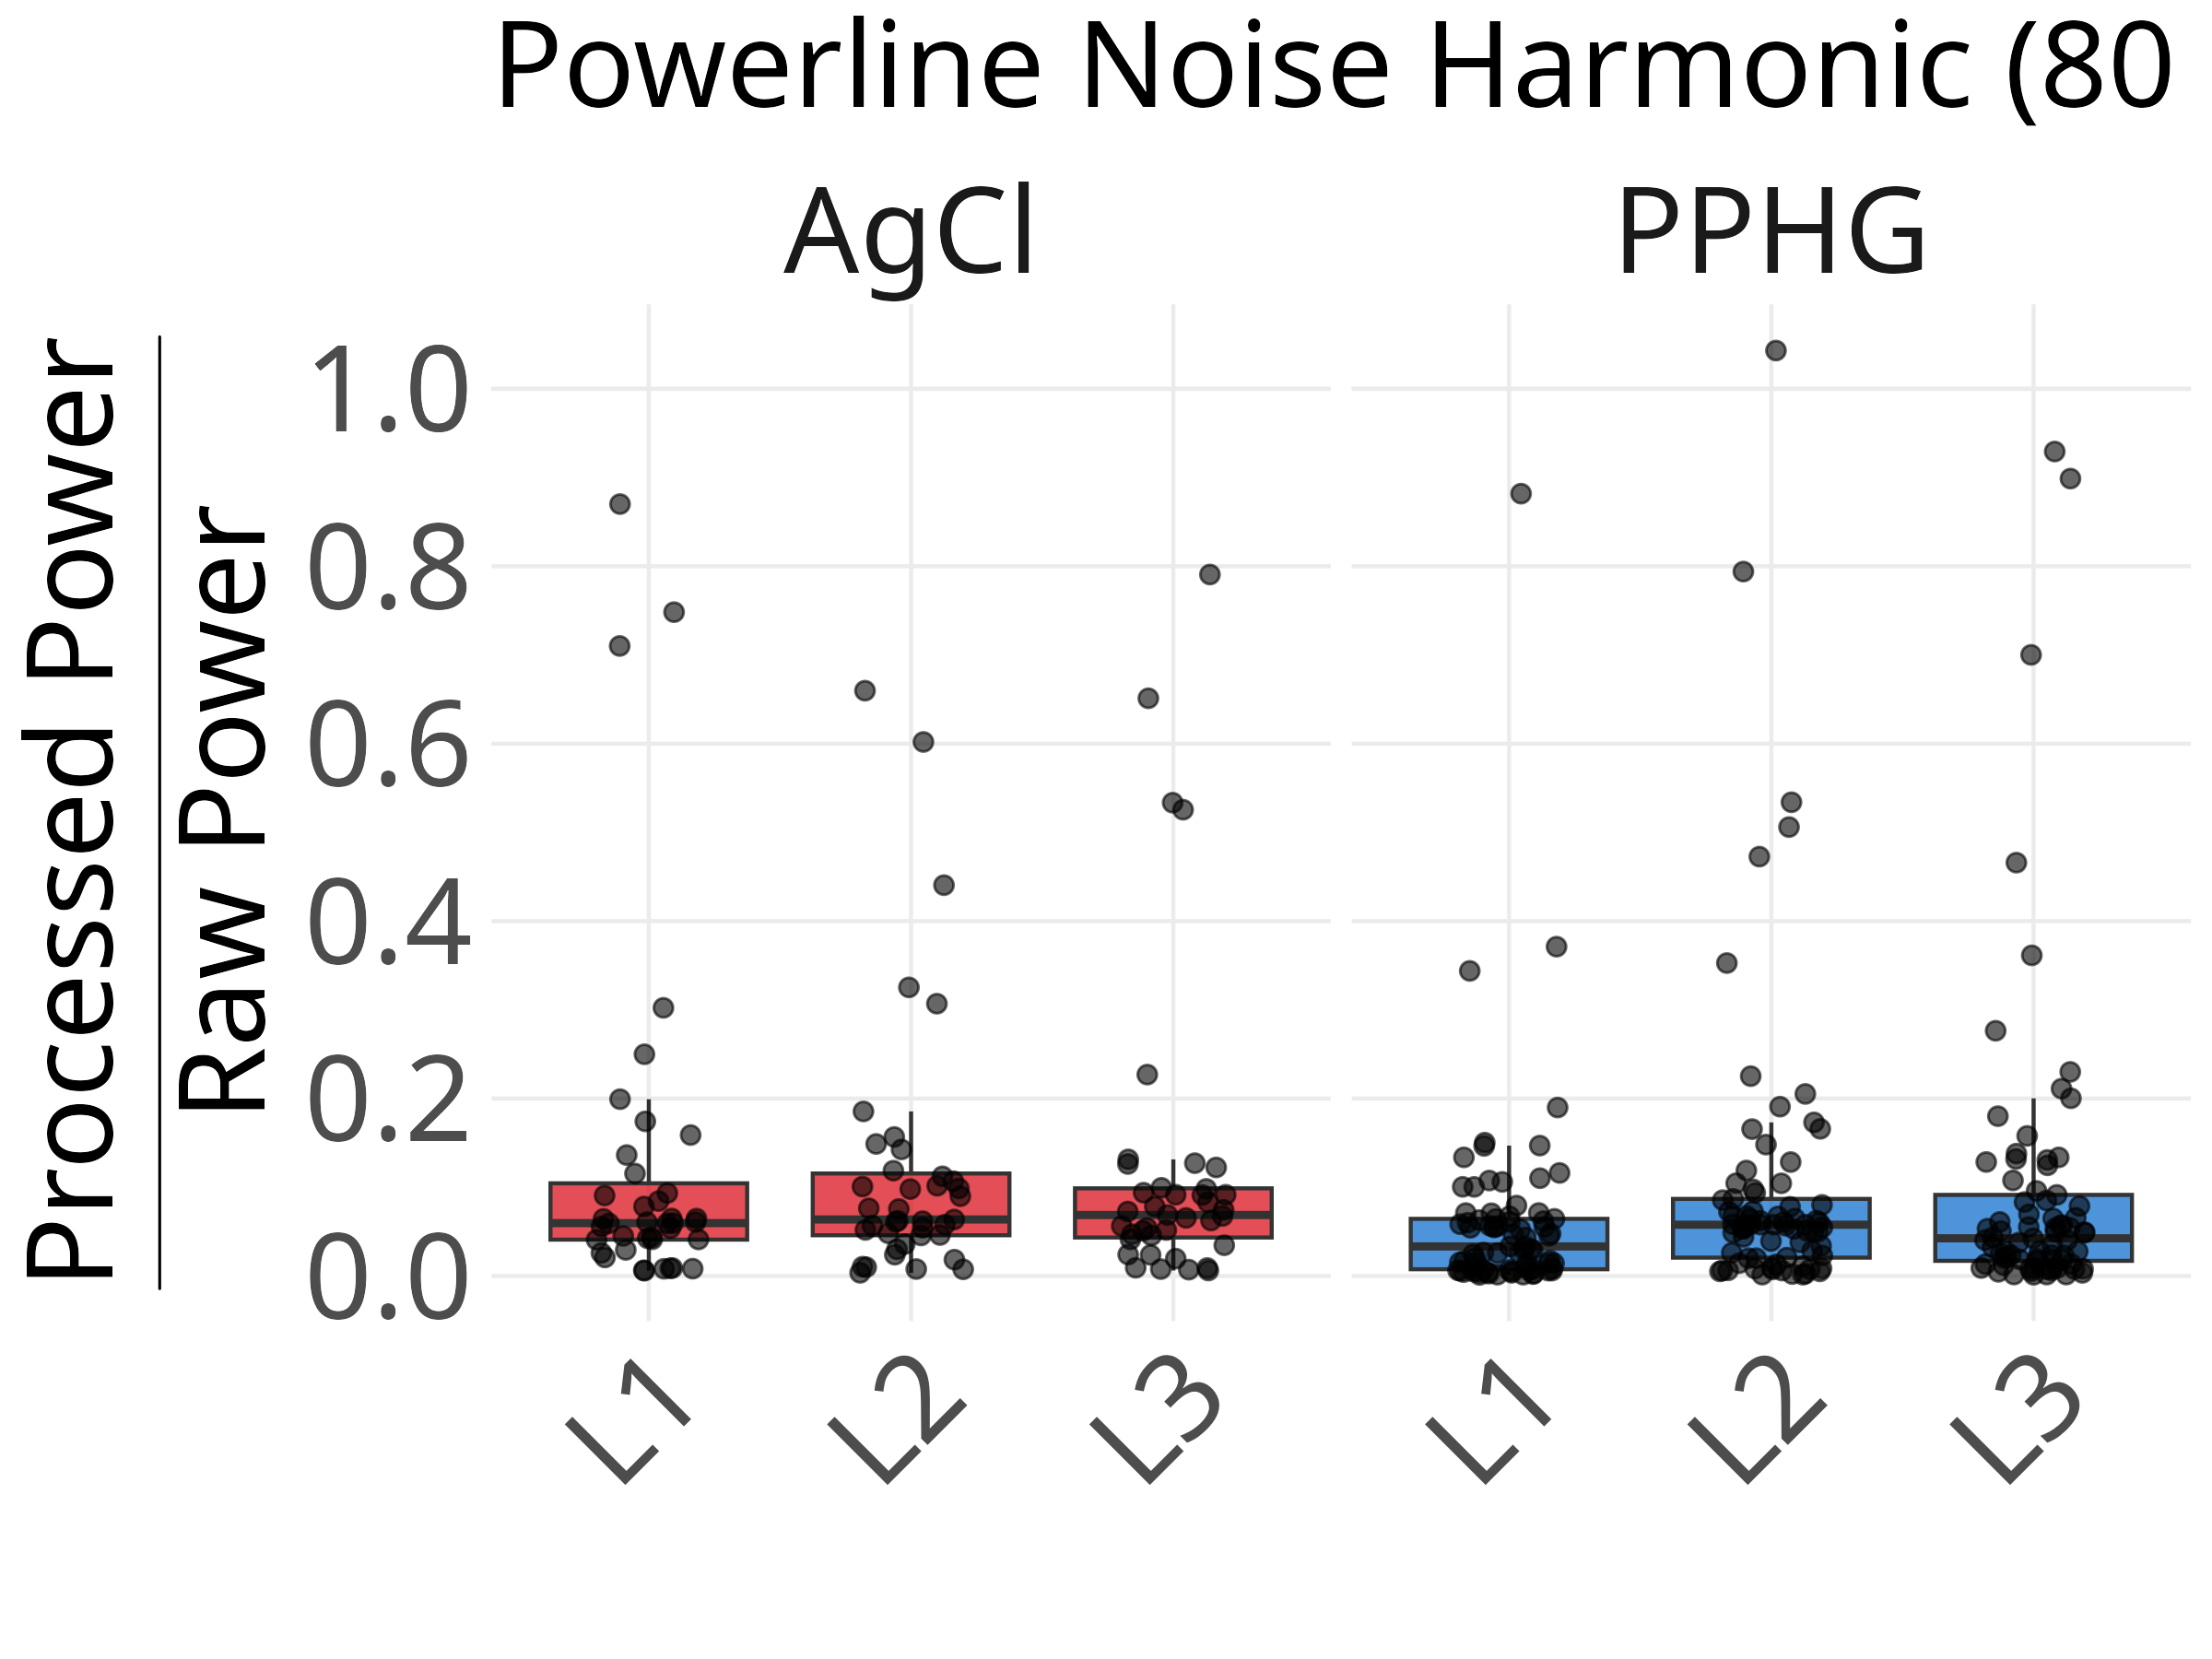 Powerline Noise Harmonic (80
AgCl PPHG
Processed Power
Raw Power
1.0
0.8
0.6
0.4
0.2
0.0
L1 L2 L3 L1 L2 L3